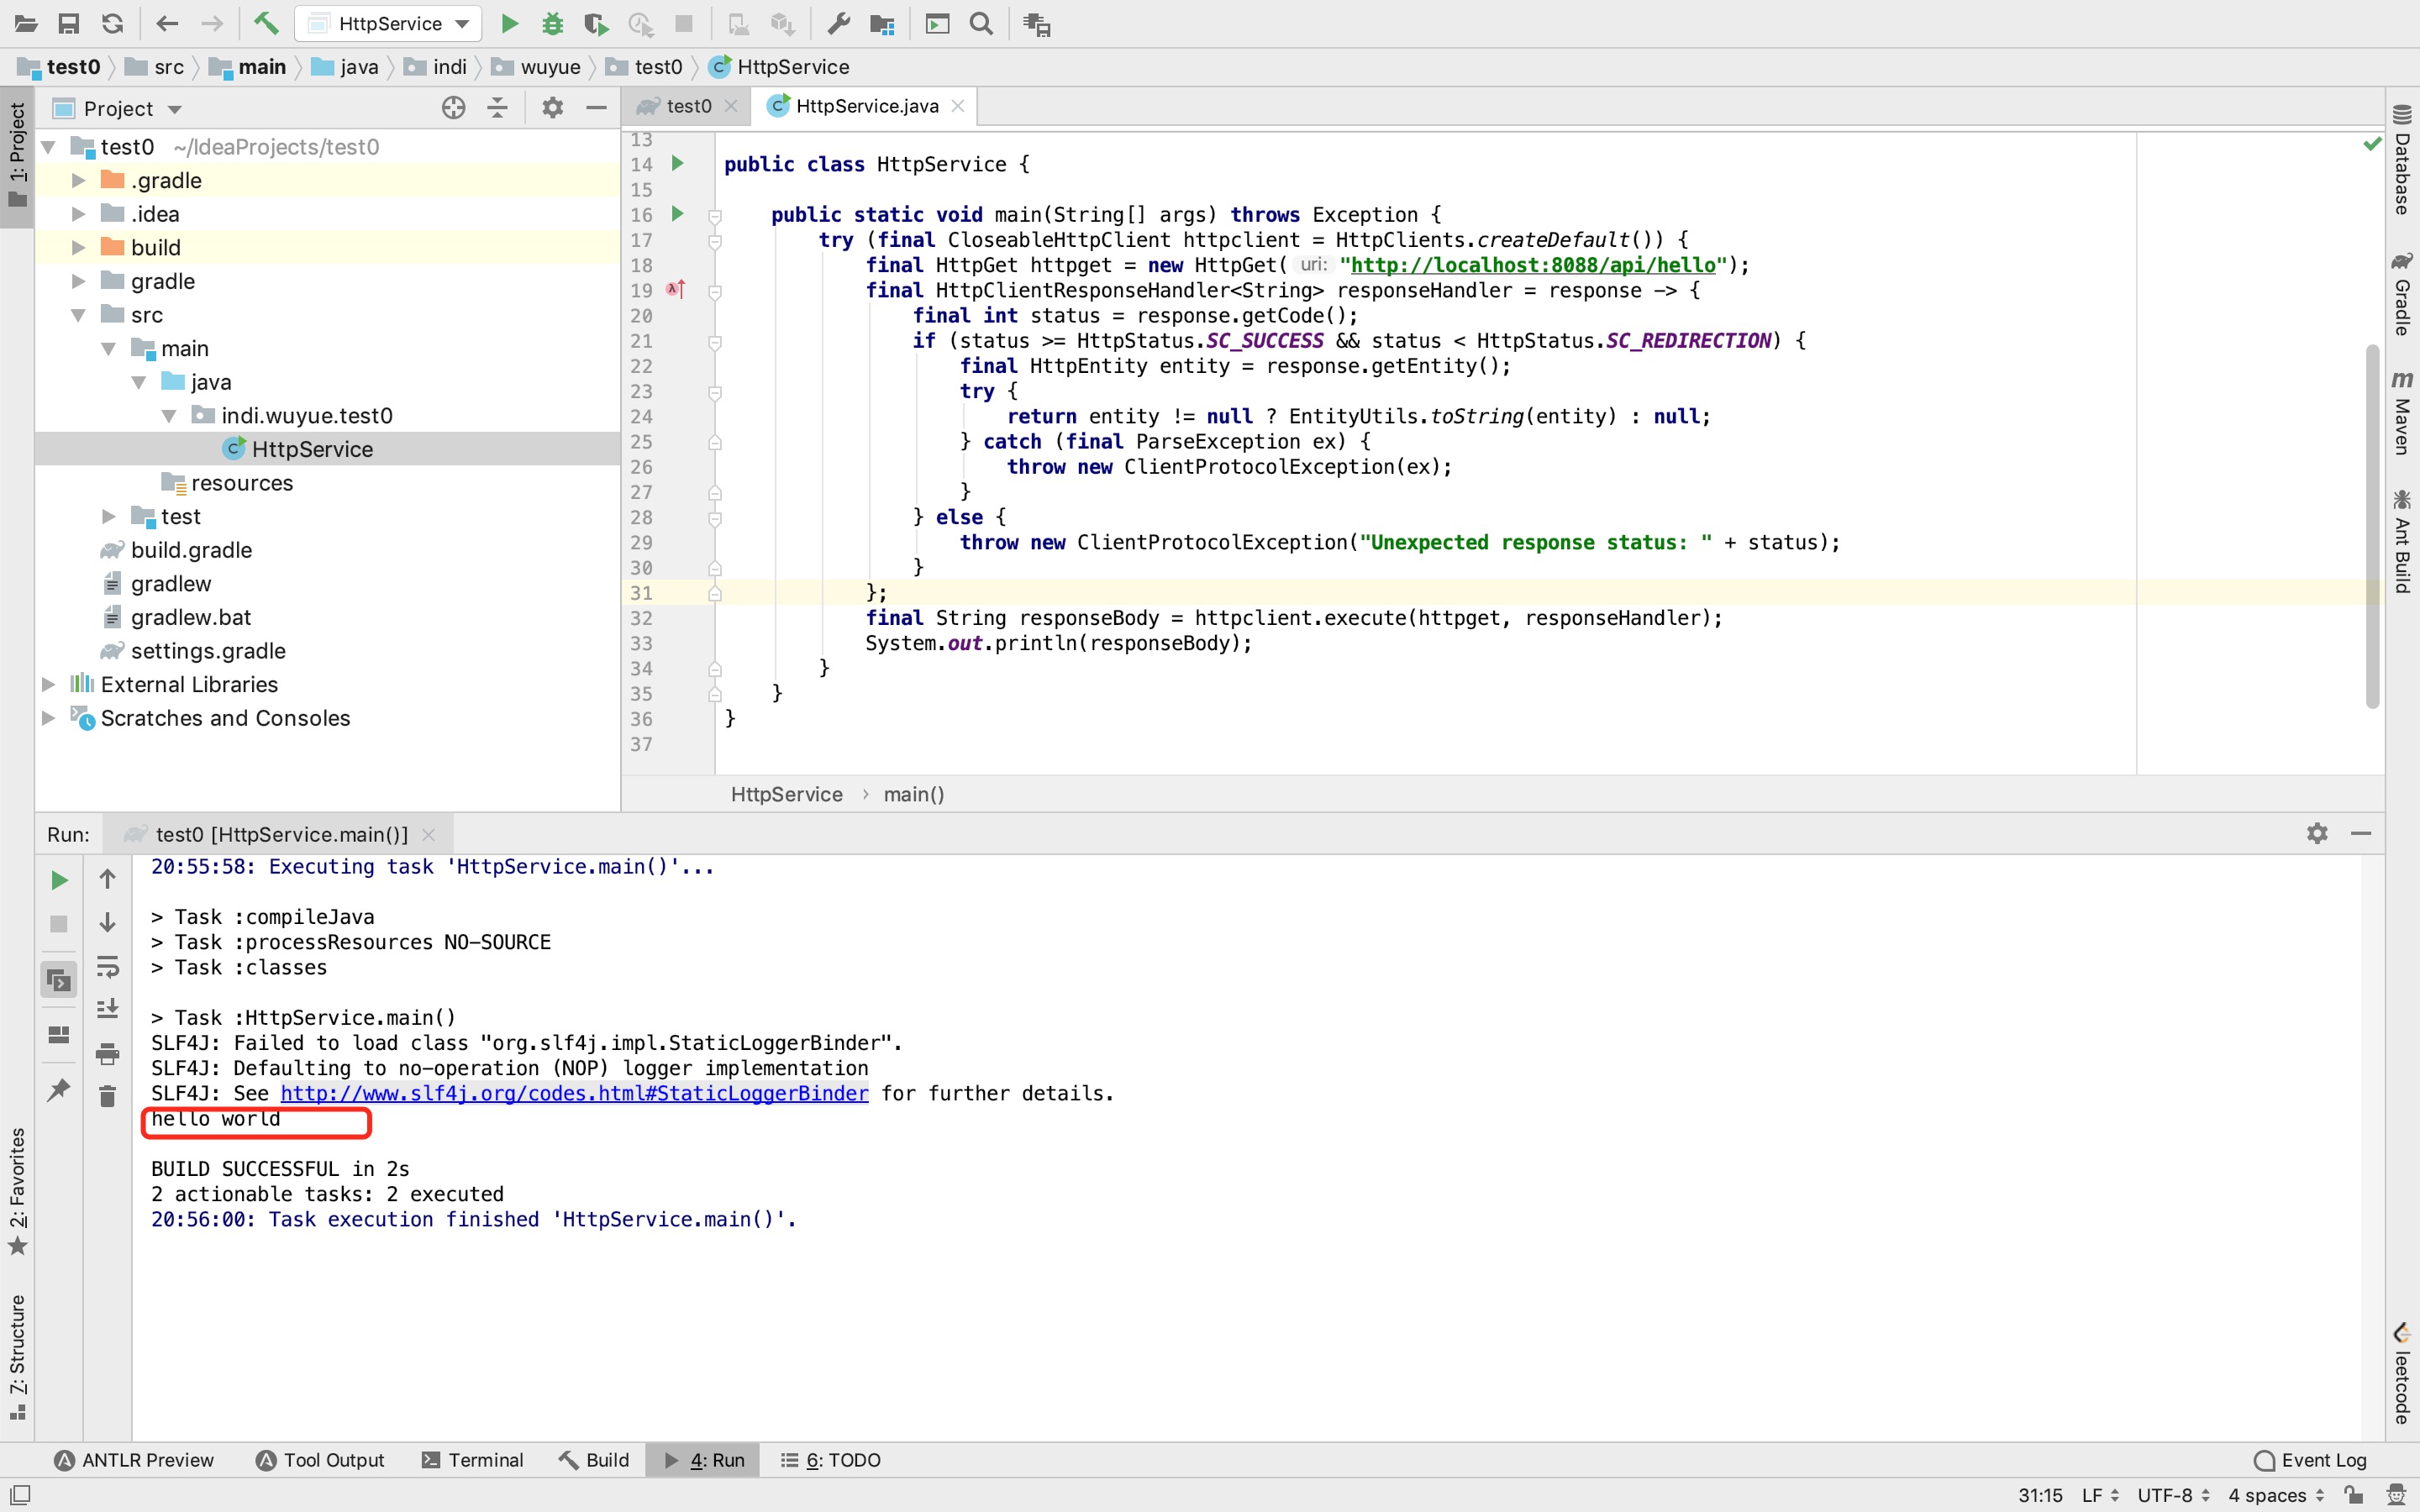 HttpService
test0 src main java indi wuyue test0 HttpService
1: Project
Project
test0 ~/IdeaProjects/test0
.gradle
.idea
build
gradle
src
main
java
indi.wuyue.test0
HttpService
resources
test
build.gradle
gradlew
gradlew.bat
settings.gradle
External Libraries
Scratches and Consoles
test0 HttpService.java
13
14 public class HttpService {
15
16 public static void main(String[] args) throws Exception {
17 try (final CloseableHttpClient httpclient = HttpClients.createDefault()) {
18 final HttpGet httpget = new HttpGet( uri: "http://localhost:8088/api/hello");
19 final HttpClientResponseHandler<String> responseHandler = response -> {
20 final int status = response.getCode();
21 if (status >= HttpStatus.SC_SUCCESS && status < HttpStatus.SC_REDIRECTION) {
22 final HttpEntity entity = response.getEntity();
23 try {
24 return entity != null ? EntityUtils.toString(entity) : null;
25 } catch (final ParseException ex) {
26 throw new ClientProtocolException(ex);
27 }
28 } else {
29 throw new ClientProtocolException("Unexpected response status: " + status);
30 }
31 };
32 final String responseBody = httpclient.execute(httpget, responseHandler);
33 System.out.println(responseBody);
34 }
35 }
36 }
37
HttpService › main()
Database
Gradle
Maven
Ant Build
leetcode
Run: test0 [HttpService.main()]
20:55:58: Executing task 'HttpService.main()'...
> Task :compileJava
> Task :processResources NO-SOURCE
> Task :classes
> Task :HttpService.main()
SLF4J: Failed to load class "org.slf4j.impl.StaticLoggerBinder".
SLF4J: Defaulting to no-operation (NOP) logger implementation
SLF4J: See http://www.slf4j.org/codes.html#StaticLoggerBinder for further details.
hello world
BUILD SUCCESSFUL in 2s
2 actionable tasks: 2 executed
20:56:00: Task execution finished 'HttpService.main()'.
2: Favorites
7: Structure
ANTLR Preview Tool Output Terminal Build 4: Run 6: TODO Event Log
31:15 LF UTF-8 4 spaces